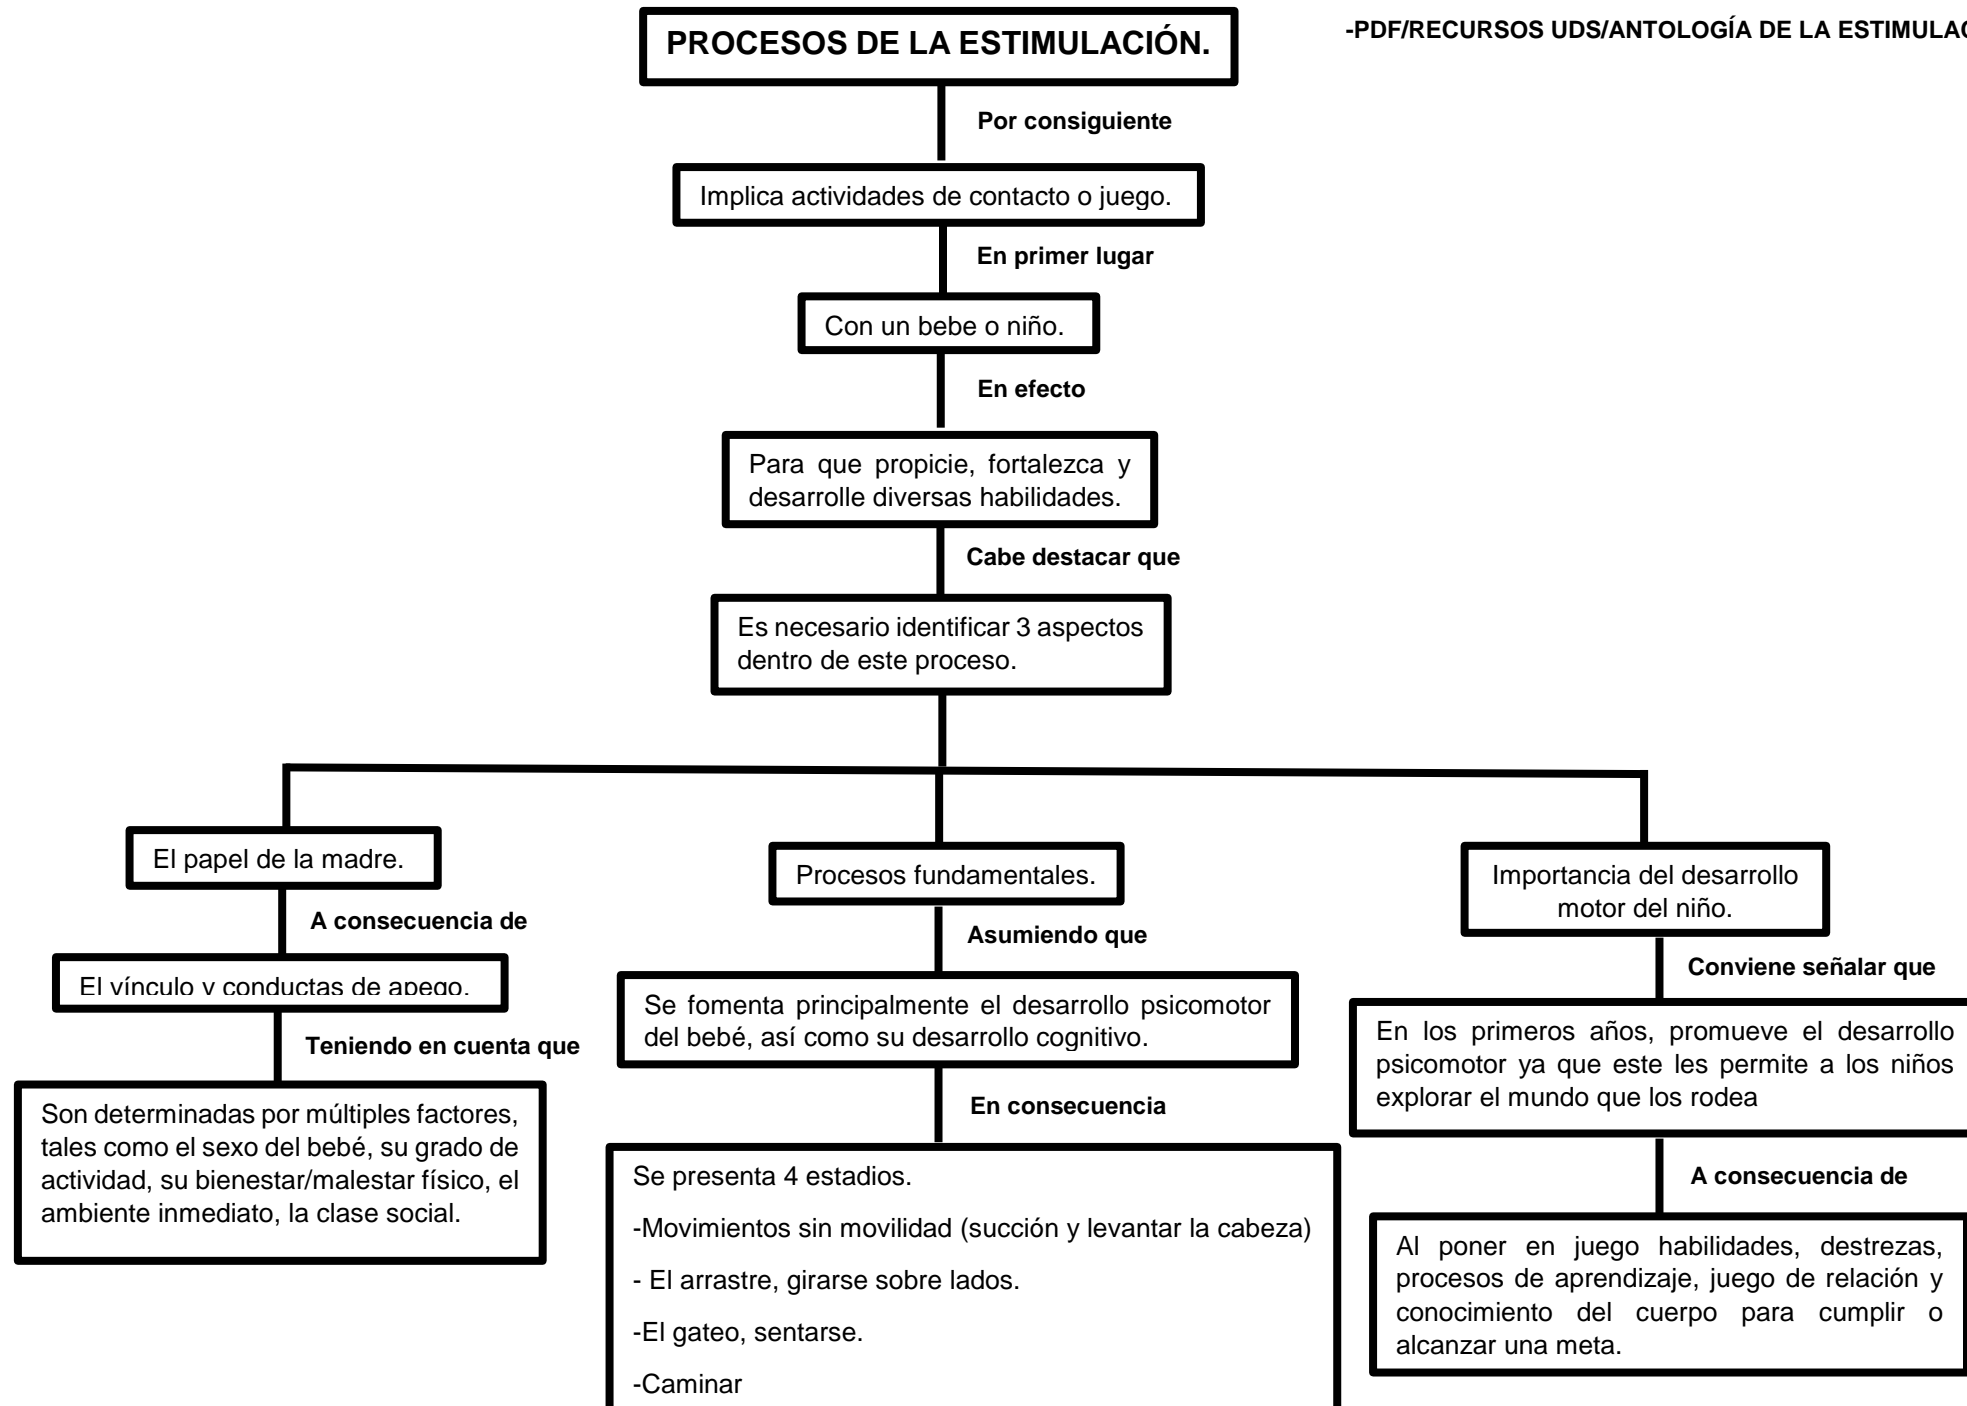 PROCESOS DE LA ESTIMULACIÓN.
-PDF/RECURSOS UDS/ANTOLOGÍA DE LA
Por consiguiente
Implica actividades de contacto o juego.
En primer lugar
Con un bebe o niño.
En efecto
Para que propicie, fortalezca y
desarrolle diversas habilidades.
Cabe destacar que
Es necesario identificar 3 aspectos
dentro de este proceso.
El papel de la madre.
A consecuencia de
El vínculo y conductas de apego.
Teniendo en cuenta que
Son determinadas por múltiples factores,
tales como el sexo del bebé, su grado de
actividad, su bienestar/malestar físico, el
ambiente inmediato, la clase social.
Procesos fundamentales.
Asumiendo que
Se fomenta principalmente el desarrollo psicomotor
del bebé, así como su desarrollo cognitivo.
En consecuencia
Se presenta 4 estadios.
-Movimientos sin movilidad (succión y levantar la cabeza)
- El arrastre, girarse sobre lados.
-El gateo, sentarse.
-Caminar
Importancia del desarrollo
motor del niño.
Conviene señalar que
En los primeros años, promueve el desarrollo
psicomotor ya que este les permite a los niños
explorar el mundo que los rodea
A consecuencia de
Al poner en juego habilidades, destrezas,
procesos de aprendizaje, juego de relación y
conocimiento del cuerpo para cumplir o
alcanzar una meta.